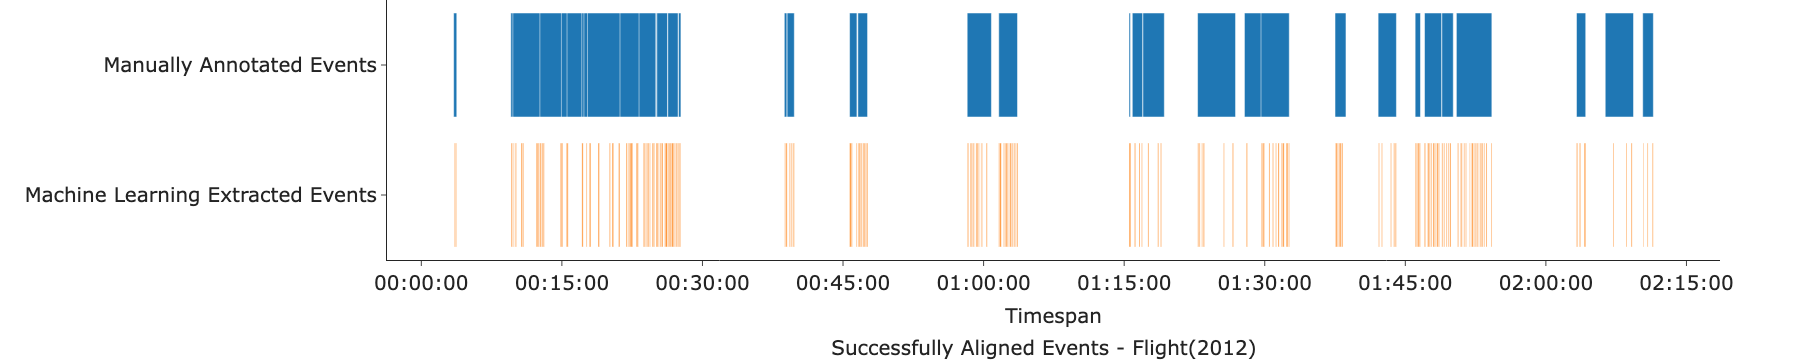 Manually Annotated Events
Machine Learning Extracted Events
00:00:00 00:15:00 00:30:00 00:45:00 01:00:00 01:15:00 01:30:00 01:45:00 02:00:00 02:15:00
Timespan
Successfully Aligned Events - Flight(2012)